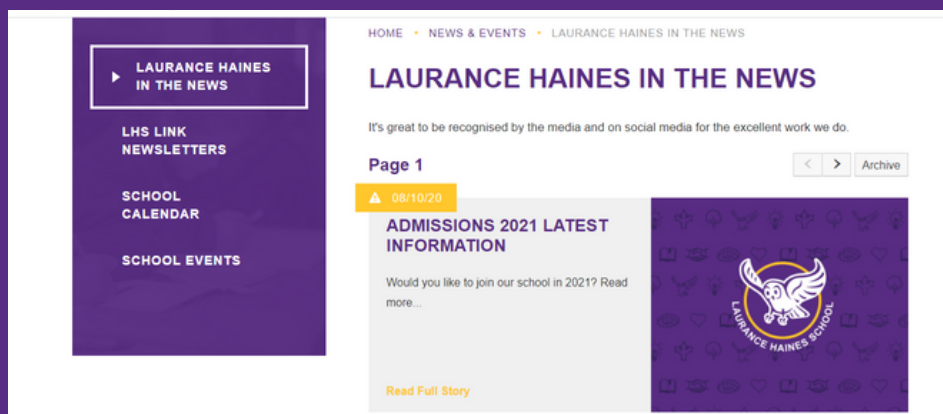 LAURANCE HAINES
IN THE NEWS
LHS LINK
NEWSLETTERS
SCHOOL
CALENDAR
SCHOOL EVENTS
HOME • NEWS & EVENTS • LAURANCE HAINES IN THE NEWS
LAURANCE HAINES IN THE NEWS
It's great to be recognised by the media and on social media for the excellent work we do.
Page 1
< > Archive
08/10/20
ADMISSIONS 2021 LATEST
INFORMATION
Would you like to join our school in 2021? Read
more...
Read Full Story
LAURANCE HAINES SCHOOL